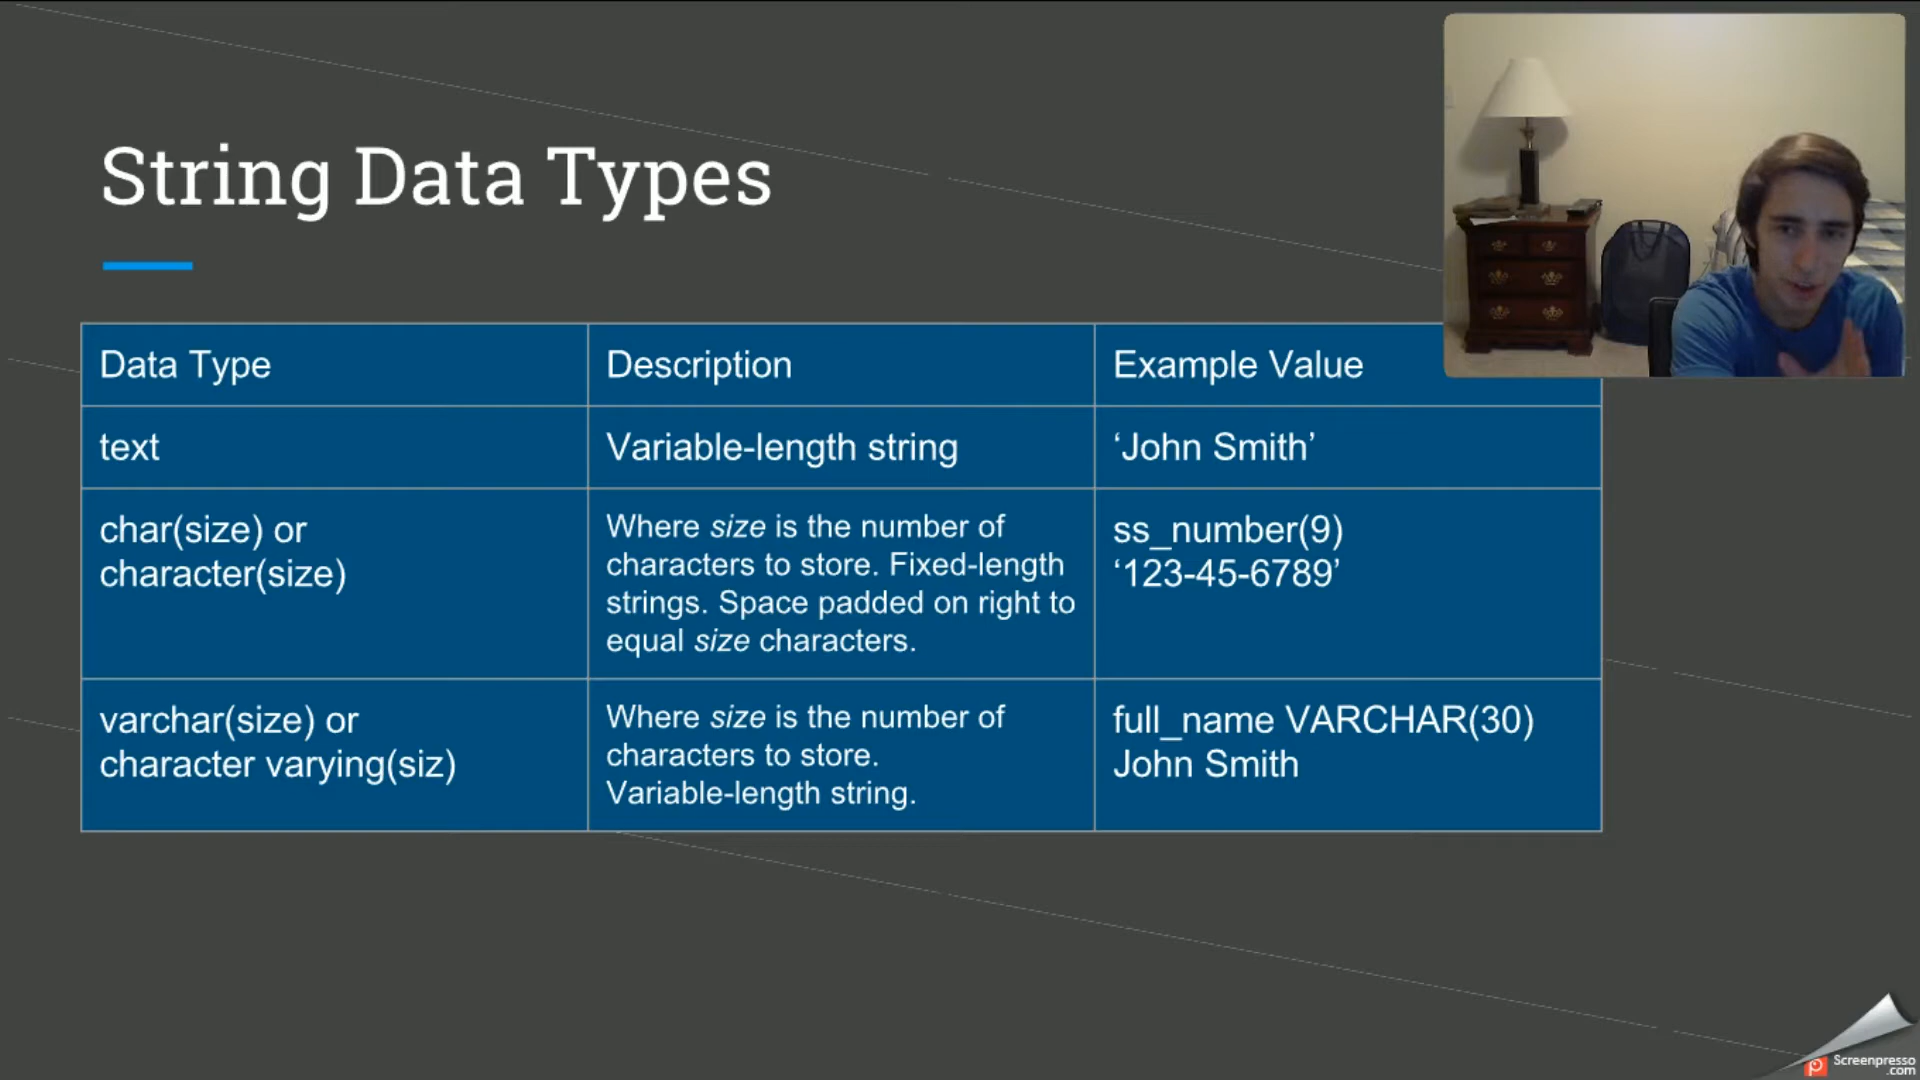 String Data Types
Data Type
Description
Example Value
text
Variable-length string
‘John Smith’
char(size) or
character(size)
Where size is the number of
characters to store. Fixed-length
strings. Space padded on right to
equal size characters.
ss_number(9)
‘123-45-6789’
varchar(size) or
character varying(siz)
Where size is the number of
characters to store.
Variable-length string.
full_name VARCHAR(30)
John Smith
Screenpresso
.com